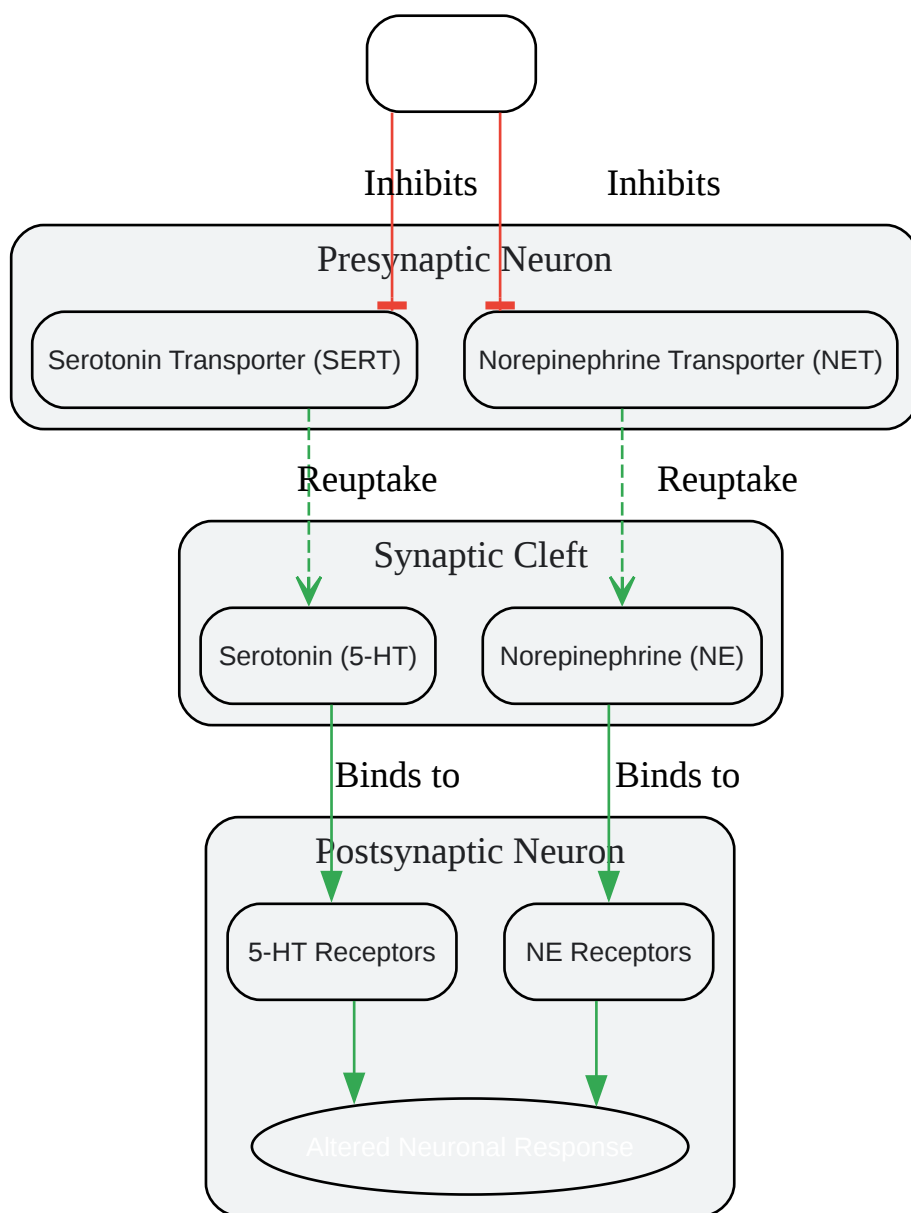 Inhibits
Inhibits
Presynaptic Neuron
Serotonin Transporter (SERT)
Norepinephrine Transporter (NET)
Reuptake
Reuptake
Synaptic Cleft
Serotonin (5-HT)
Norepinephrine (NE)
Binds to
Binds to
Postsynaptic Neuron
5-HT Receptors
NE Receptors
Altered Neuronal Response